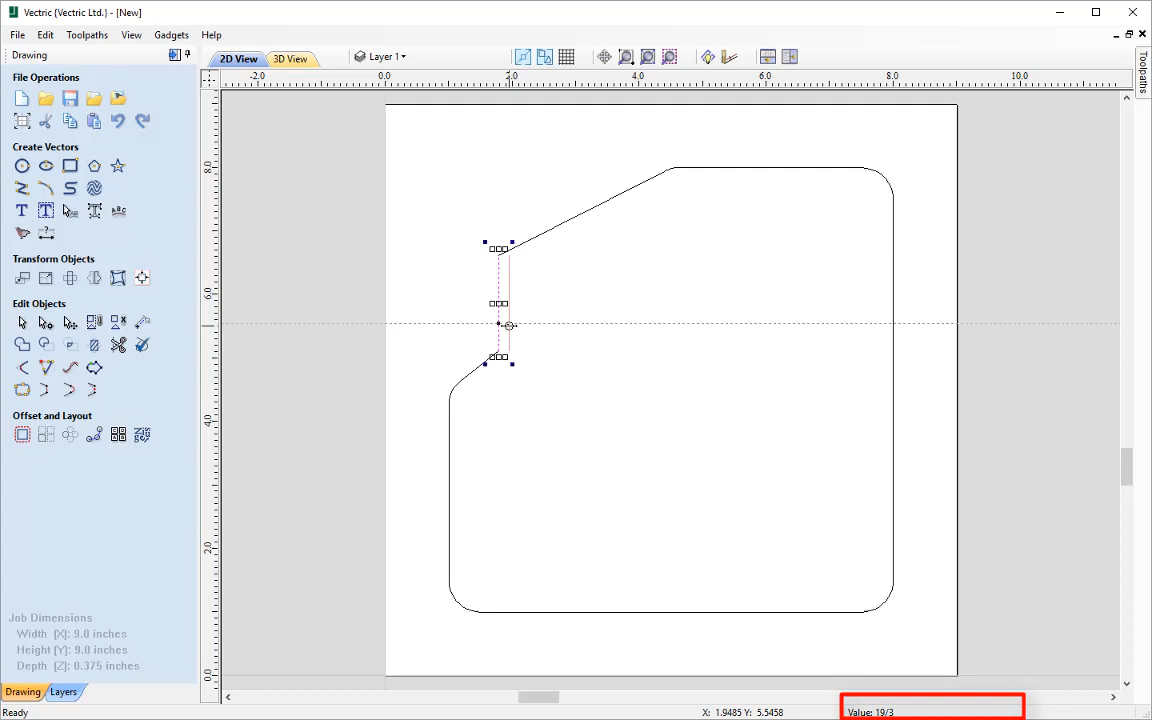 Vectric {Vectric Ltd.} - [New]
File Edit Toolpaths View Gadgets Help
Drawing
2D View 3D View Layer 1
Toolpaths
-2.0 0.0 2.0 4.0 6.0 8.0 10.0
File Operations
Create Vectors
8.0
T T T ABC
Transform Objects
6.0
Edit Objects
4.0
Offset and Layout
2.0
Job Dimensions
Width (X): 9.0 inches
Height (Y): 9.0 inches
Depth (Z): 0.375 inches
0.0
Drawing Layers
Ready X: 1.9485 Y: 5.5458 Value: 19/3